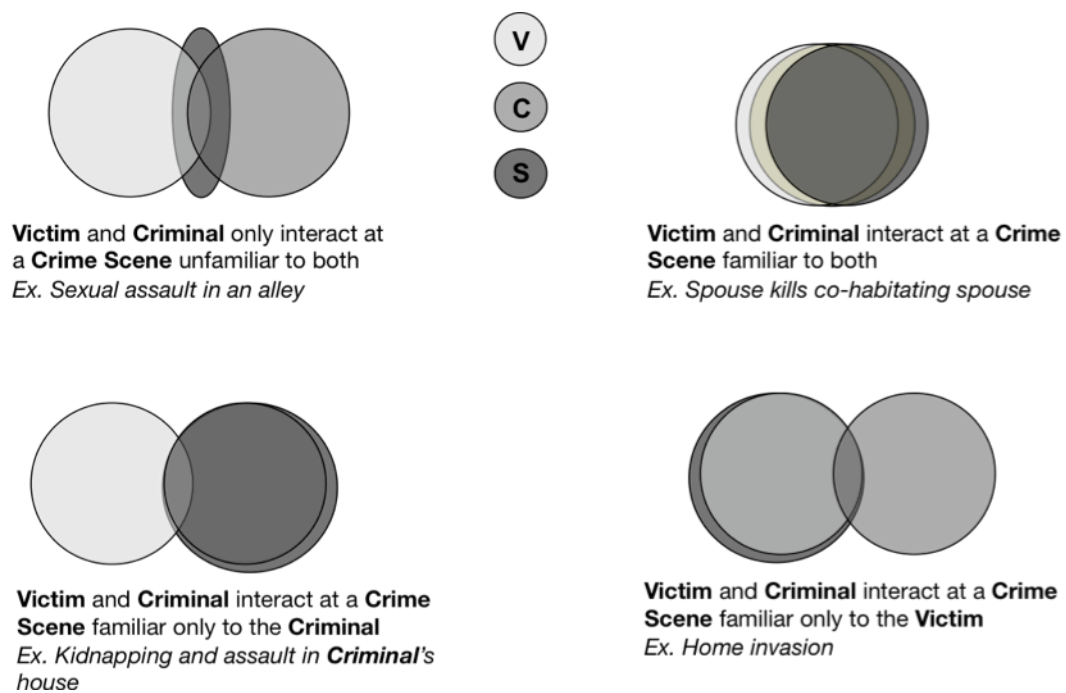 V
C
S
Victim and Criminal only interact at
a Crime Scene unfamiliar to both
Ex. Sexual assault in an alley
Victim and Criminal interact at a Crime
Scene familiar to both
Ex. Spouse kills co-habitating spouse
Victim and Criminal interact at a Crime
Scene familiar only to the Criminal
Ex. Kidnapping and assault in Criminal's
house
Victim and Criminal interact at a Crime
Scene familiar only to the Victim
Ex. Home invasion